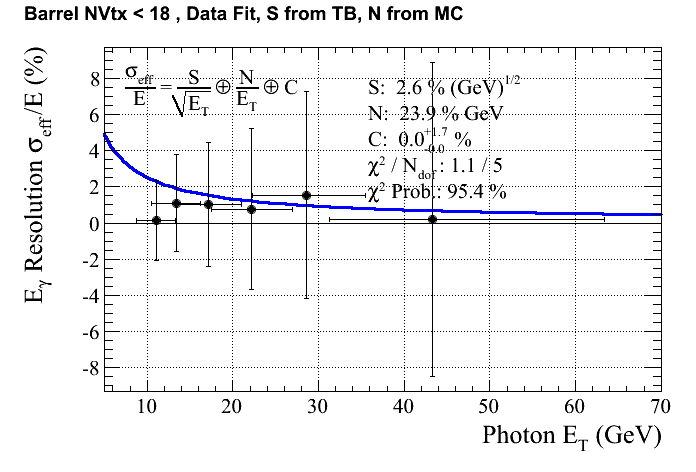 Barrel NVtx < 18 , Data Fit, S from TB, N from MC
σeff/E = S/√ET ⊕ N/ET ⊕ C
S: 2.6 % (GeV)^1/2
N: 23.9 % GeV
C: 0.0 +1.7 -0.0 %
χ² / Ndof: 1.1 / 5
χ² Prob.: 95.4 %
Eγ Resolution σeff/E (%)
8
6
4
2
0
-2
-4
-6
-8
10 20 30 40 50 60 70
Photon ET (GeV)